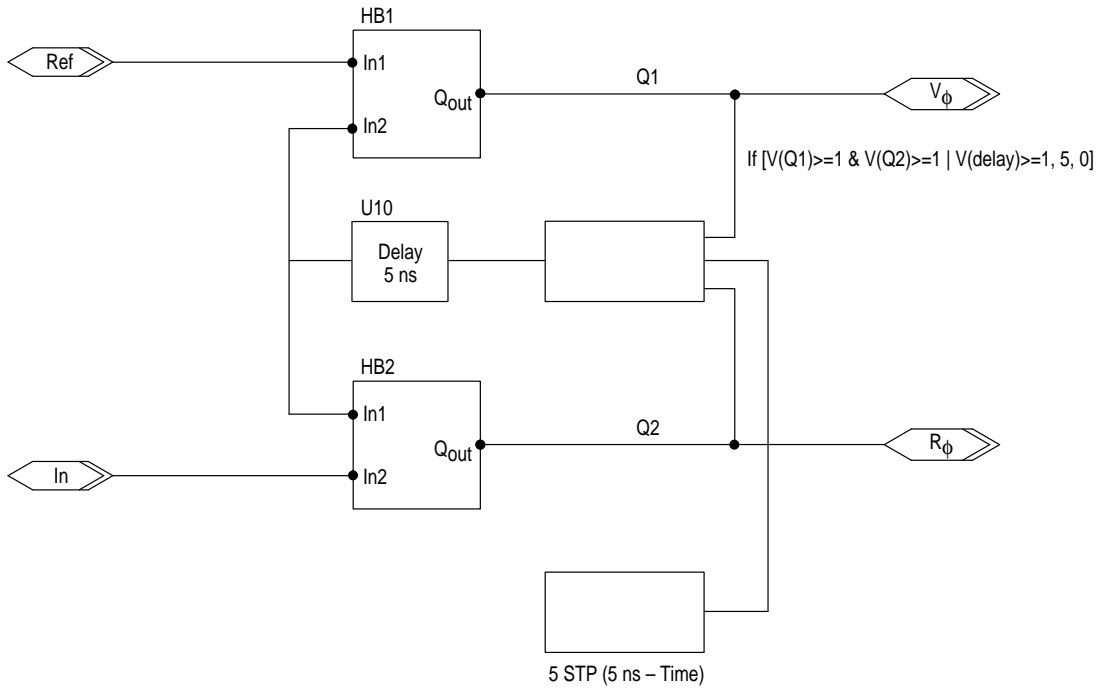 HB1
Ref
In1
Q1
Qout
Vϕ
In2
If [V(Q1)>=1 & V(Q2)>=1 | V(delay)>=1, 5, 0]
U10
Delay
5 ns
HB2
In1
Q2
Qout
Rϕ
In
In2
5 STP (5 ns – Time)